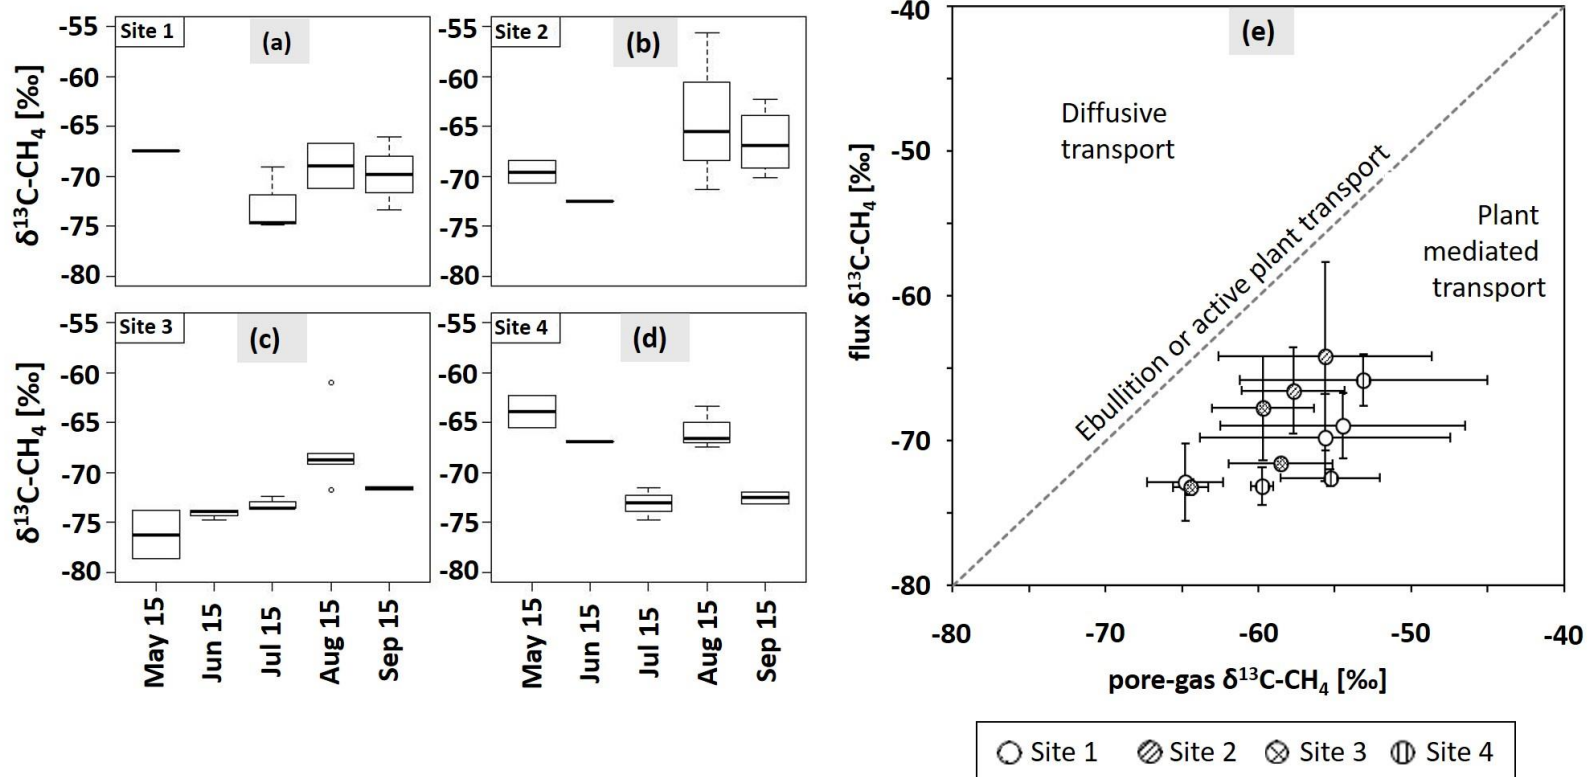 Site 1
(a)
-55
-60
-65
-70
-75
-80
δ¹³C-CH₄ [‰]
Site 2
(b)
-55
-60
-65
-70
-75
-80
Site 3
(c)
-55
-60
-65
-70
-75
-80
δ¹³C-CH₄ [‰]
May 15
Jun 15
Jul 15
Aug 15
Sep 15
Site 4
(d)
-55
-60
-65
-70
-75
-80
May 15
Jun 15
Jul 15
Aug 15
Sep 15
(e)
-40
-50
-60
-70
-80
flux δ¹³C-CH₄ [‰]
Diffusive
transport
Ebullition or active plant transport
Plant
mediated
transport
-80
-70
-60
-50
-40
pore-gas δ¹³C-CH₄ [‰]
Site 1
Site 2
Site 3
Site 4